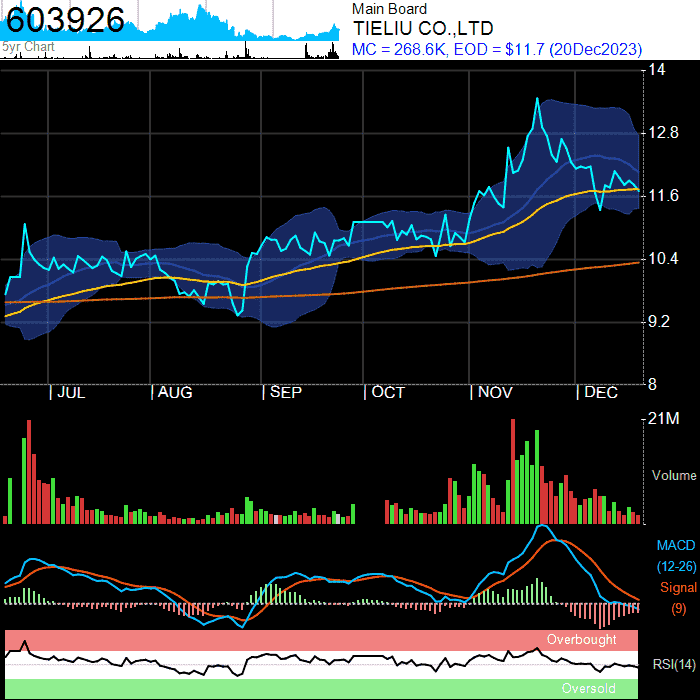 603926
5yr Chart
Main Board
TIELIU CO.,LTD
MC = 268.6K, EOD = $11.7 (20Dec2023)
14
12.8
11.6
10.4
9.2
8
| JUL | AUG | SEP | OCT | NOV | DEC
21M
Volume
MACD
(12-26)
Signal
(9)
Overbought
RSI(14)
Oversold